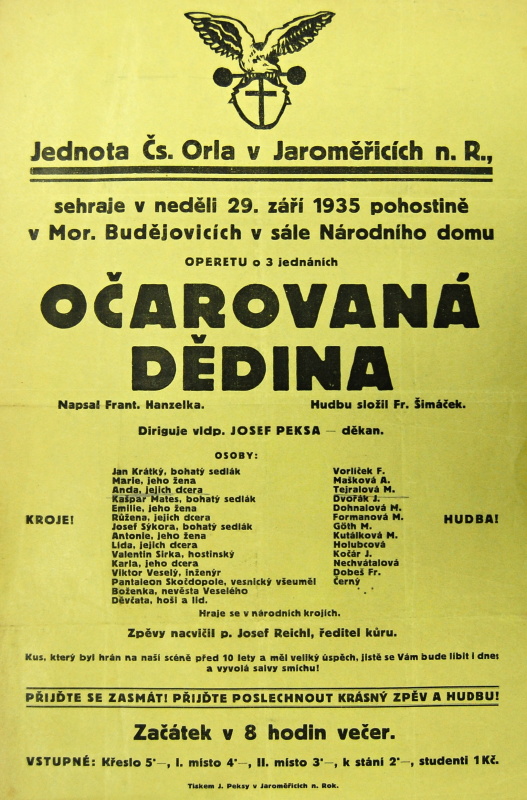 Jednota Čs. Orla v Jaroměřicích n. R.,
sehraje v neděli 29. září 1935 pohostině
v Mor. Budějovicích v sále Národního domu
OPERETU o 3 jednáních
OČAROVANÁ
DĚDINA
Napsal Frant. Hanzelka. Hudbu složil Fr. Šimáček.
Diriguje vldp. JOSEF PEKSA — děkan.
OSOBY:
Jan Krátký, bohatý sedlák Vorlíček F.
Marie, jeho žena Mašková A.
Anda, jejich dcera Tejralová M.
Kašpar Mates, bohatý sedlák Dvořák J.
Emilie, jeho žena Dohnalová M.
KROJE! Růžena, jejich dcera Formanová M. HUDBA!
Josef Sýkora, bohatý sedlák Göth M.
Antonie, jeho žena Kutálková M.
Lída, jejich dcera Holubcová
Valentin Sirka, hostinský Kočár J.
Karla, jeho dcera Nechvátalová
Viktor Veselý, inženýr Dobeš Fr.
Pantaleon Skočdopole, vesnický všeuměl Černý
Boženka, nevěsta Veselého
Děvčata, hoši a lid.
Hraje se v národních krojích.
Zpěvy nacvičil p. Josef Reichl, ředitel kůru.
Kus, který byl hrán na naší scéně před 10 lety a měl veliký úspěch, jistě se Vám bude líbit i dnes
a vyvolá salvy smíchu!
PŘIJĎTE SE ZASMÁT! PŘIJĎTE POSLECHNOUT KRÁSNÝ ZPĚV A HUDBU!
Začátek v 8 hodin večer.
VSTUPNÉ: Křeslo 5·—, I. místo 4·—, II. místo 3·—, k stání 2·—, studenti 1 Kč.
Tiskem J. Peksy v Jaroměřicích n. Rok.